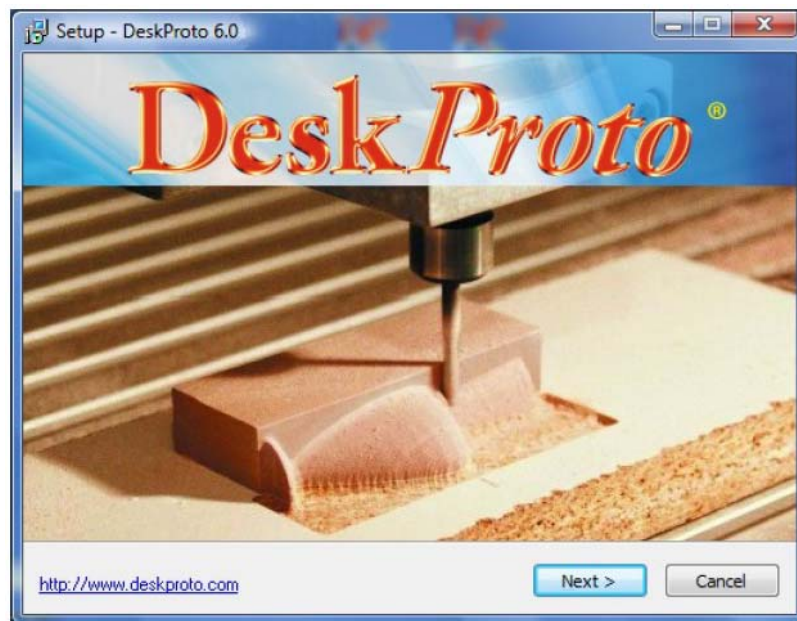 Setup - DeskProto 6.0
DeskProto ®
http://www.deskproto.com
Next >
Cancel